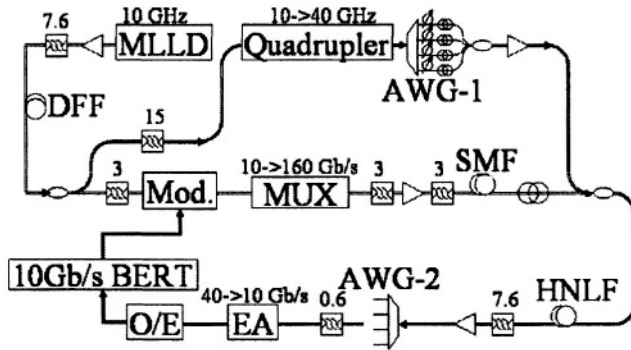 7.6
10 GHz
MLLD
10->40 GHz
Quadrupler
AWG-1
DFF
15
3
Mod.
10->160 Gb/s
MUX
3
3
SMF
10Gb/s BERT
O/E
40->10 Gb/s
EA
0.6
AWG-2
7.6
HNLF